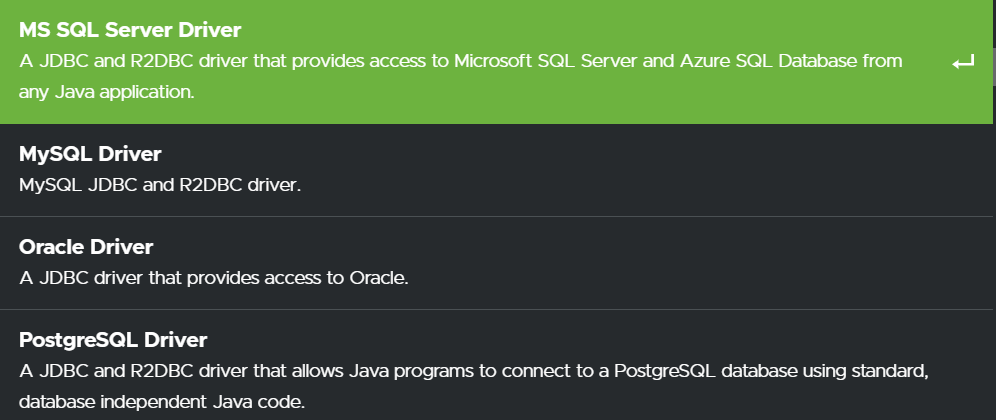 MS SQL Server Driver
A JDBC and R2DBC driver that provides access to Microsoft SQL Server and Azure SQL Database from
any Java application.
MySQL Driver
MySQL JDBC and R2DBC driver.
Oracle Driver
A JDBC driver that provides access to Oracle.
PostgreSQL Driver
A JDBC and R2DBC driver that allows Java programs to connect to a PostgreSQL database using standard,
database independent Java code.